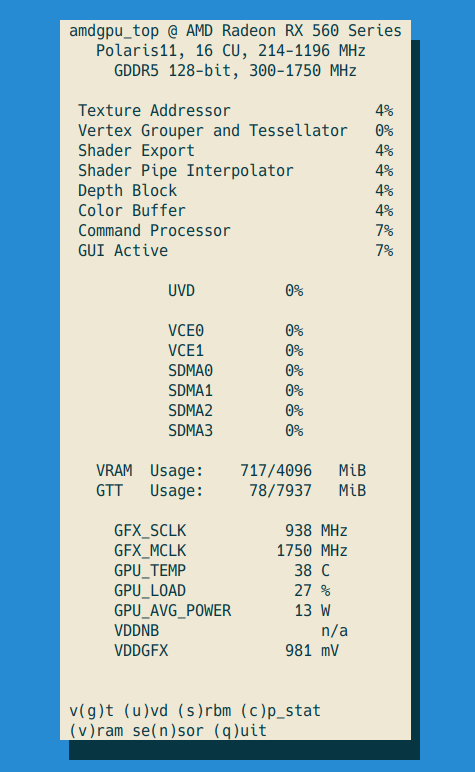 amdgpu_top @ AMD Radeon RX 560 Series
Polaris11, 16 CU, 214-1196 MHz
GDDR5 128-bit, 300-1750 MHz
Texture Addressor 4%
Vertex Grouper and Tessellator 0%
Shader Export 4%
Shader Pipe Interpolator 4%
Depth Block 4%
Color Buffer 4%
Command Processor 7%
GUI Active 7%
UVD 0%
VCE0 0%
VCE1 0%
SDMA0 0%
SDMA1 0%
SDMA2 0%
SDMA3 0%
VRAM Usage: 717/4096 MiB
GTT Usage: 78/7937 MiB
GFX_SCLK 938 MHz
GFX_MCLK 1750 MHz
GPU_TEMP 38 C
GPU_LOAD 27 %
GPU_AVG_POWER 13 W
VDDNB n/a
VDDGFX 981 mV
v(g)t (u)vd (s)rbm (c)p_stat
(v)ram se(n)sor (q)uit